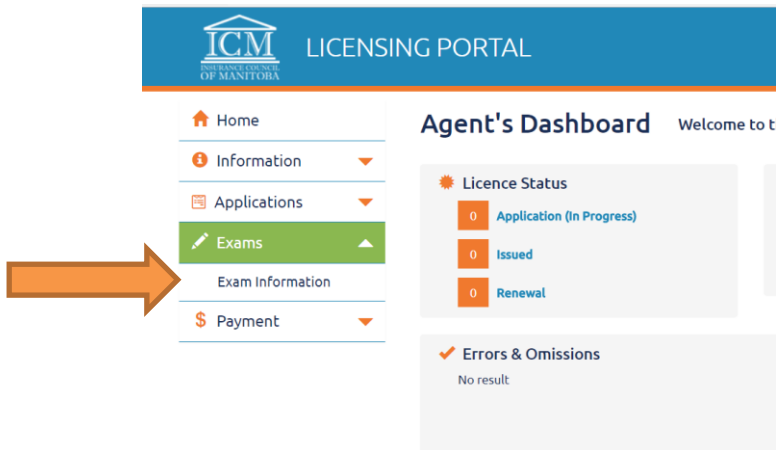 ICM
INSURANCE COUNCIL
OF MANITOBA
LICENSING PORTAL
Home
Information
Applications
Exams
Exam Information
$ Payment
Agent's Dashboard Welcome to t
Licence Status
0 Application (In Progress)
0 Issued
0 Renewal
Errors & Omissions
No result